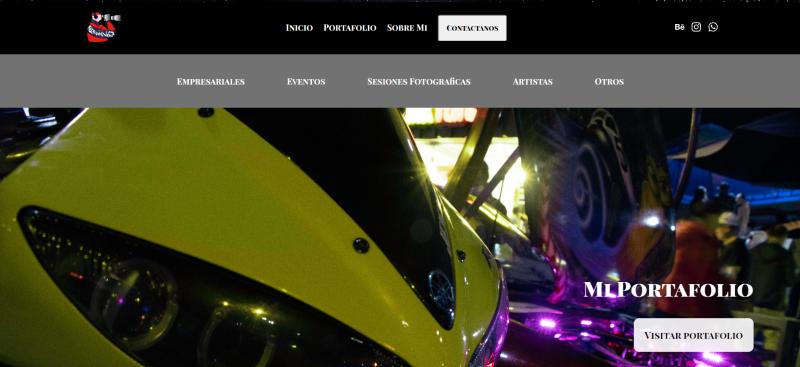 Inicio Portafolio Sobre Mi Contactanos Bē
Empresariales Eventos Sesiones Fotograficas Artistas Otros
Mi Portafolio
Visitar portafolio